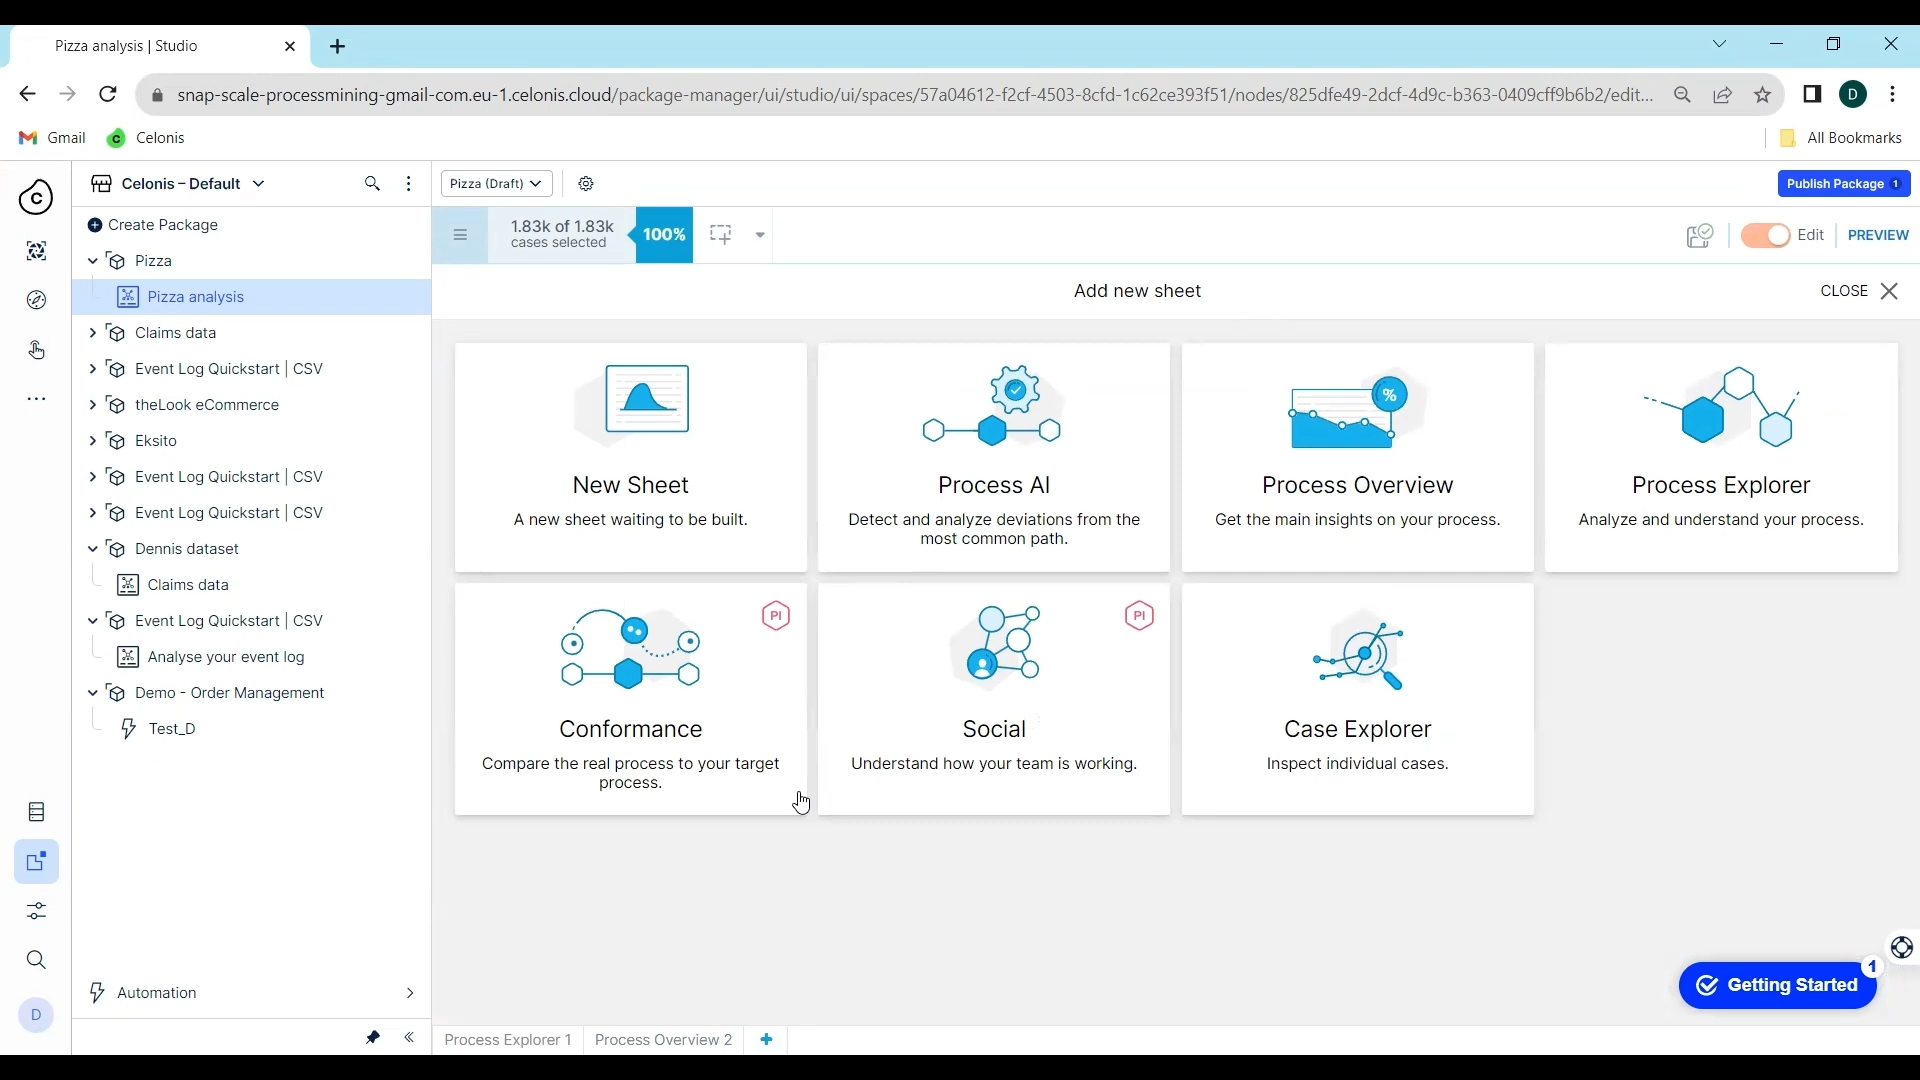 Pizza analysis | Studio
snap-scale-processmining-gmail-com.eu-1.celonis.cloud/package-manager/ui/studio/ui/spaces/57a04612-f2cf-4503-8cfd-1c62ce393f51/nodes/825dfe49-2dcf-4d9c-b363-0409cff9b6b2/edit...
D
Gmail
C
Celonis
All Bookmarks
Celonis – Default
Pizza (Draft)
Publish Package 1
Create Package
Pizza
Pizza analysis
Claims data
Event Log Quickstart | CSV
theLook eCommerce
Eksito
Event Log Quickstart | CSV
Event Log Quickstart | CSV
Dennis dataset
Claims data
Event Log Quickstart | CSV
Analyse your event log
Demo - Order Management
Test_D
Automation
D
1.83k of 1.83k
cases selected
100%
Edit
PREVIEW
Add new sheet
CLOSE
New Sheet
A new sheet waiting to be built.
Process AI
Detect and analyze deviations from the
most common path.
%
Process Overview
Get the main insights on your process.
Process Explorer
Analyze and understand your process.
PI
Conformance
Compare the real process to your target
process.
PI
Social
Understand how your team is working.
Case Explorer
Inspect individual cases.
Getting Started
1
Process Explorer 1
Process Overview 2